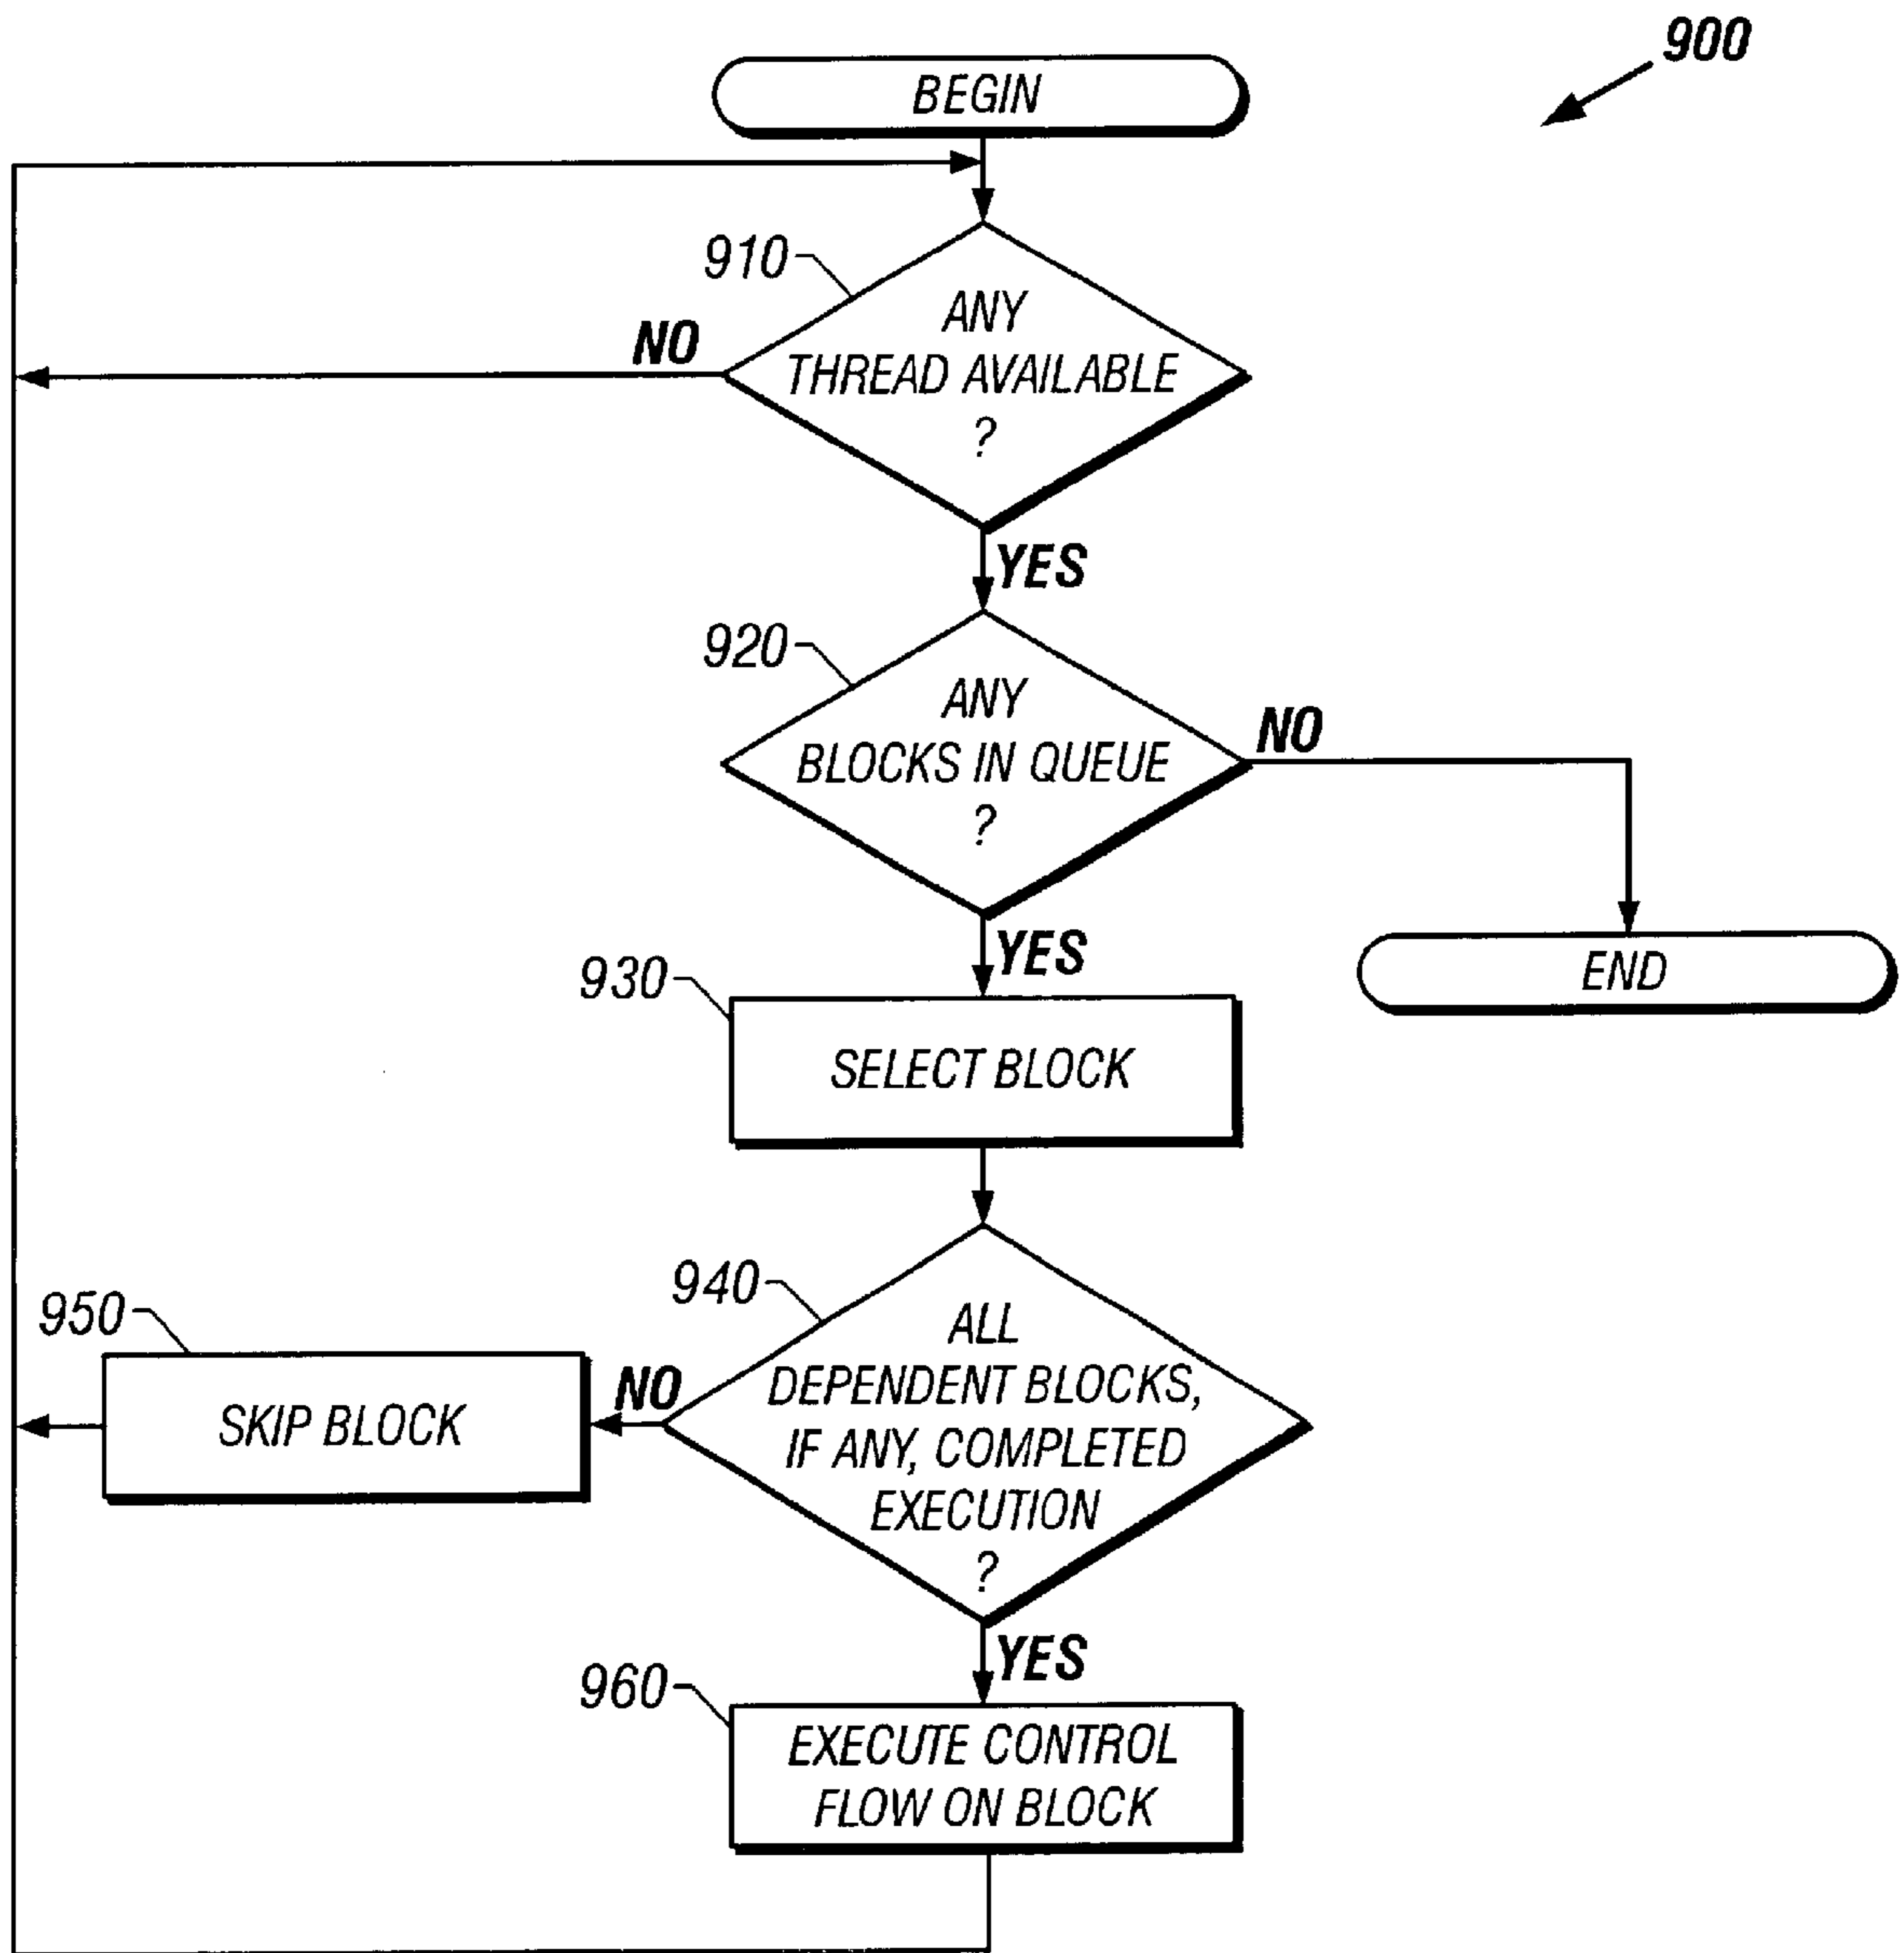 900
BEGIN
910
ANY
THREAD AVAILABLE
?
NO
YES
920
ANY
BLOCKS IN QUEUE
?
NO
YES
END
930
SELECT BLOCK
940
ALL
DEPENDENT BLOCKS,
IF ANY, COMPLETED
EXECUTION
?
NO
950
SKIP BLOCK
YES
960
EXECUTE CONTROL
FLOW ON BLOCK